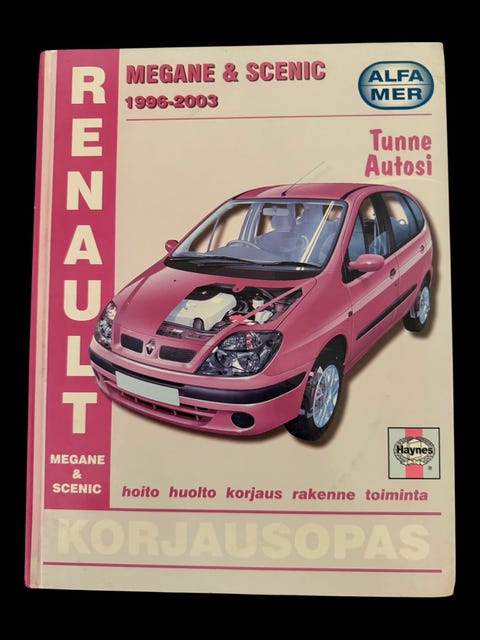 RENAULT
MEGANE
&
SCENIC
MEGANE & SCENIC
1996-2003
ALFA
MER
Tunne
Autosi
Haynes
hoito huolto korjaus rakenne toiminta
KORJAUSOPAS